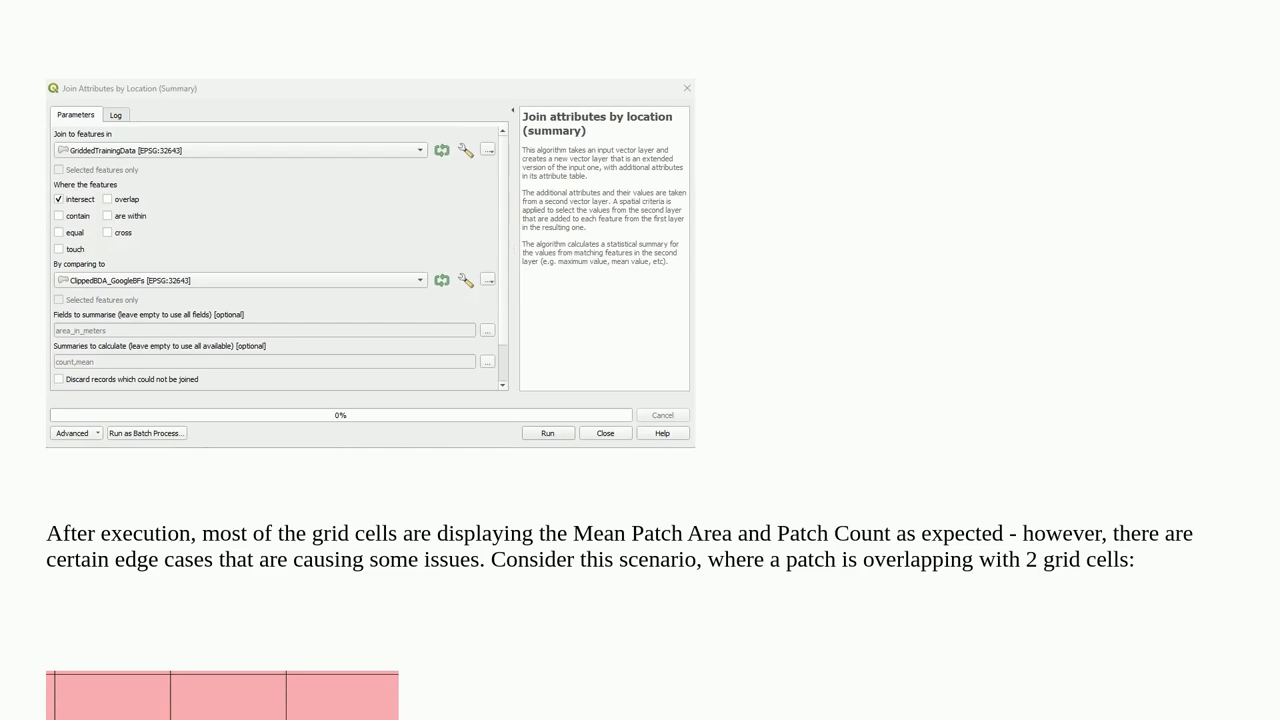 Join Attributes by Location (Summary)
Parameters
Log
Join to features in
GriddedTrainingData [EPSG:32643]
Selected features only
Where the features
intersect
overlap
contain
are within
equal
cross
touch
By comparing to
ClippedBDA_GoogleBFs [EPSG:32643]
Selected features only
Fields to summarise (leave empty to use all fields) [optional]
area_in_meters
Summaries to calculate (leave empty to use all available) [optional]
count,mean
Discard records which could not be joined
Join attributes by location
(summary)
This algorithm takes an input vector layer and
creates a new vector layer that is an extended
version of the input one, with additional attributes
in its attribute table.
The additional attributes and their values are taken
from a second vector layer. A spatial criteria is
applied to select the values from the second layer
that are added to each feature from the first layer
in the resulting one.
The algorithm calculates a statistical summary for
the values from matching features in the second
layer (e.g. maximum value, mean value, etc).
0%
Cancel
Advanced
Run as Batch Process...
Run
Close
Help
After execution, most of the grid cells are displaying the Mean Patch Area and Patch Count as expected - however, there are
certain edge cases that are causing some issues. Consider this scenario, where a patch is overlapping with 2 grid cells: